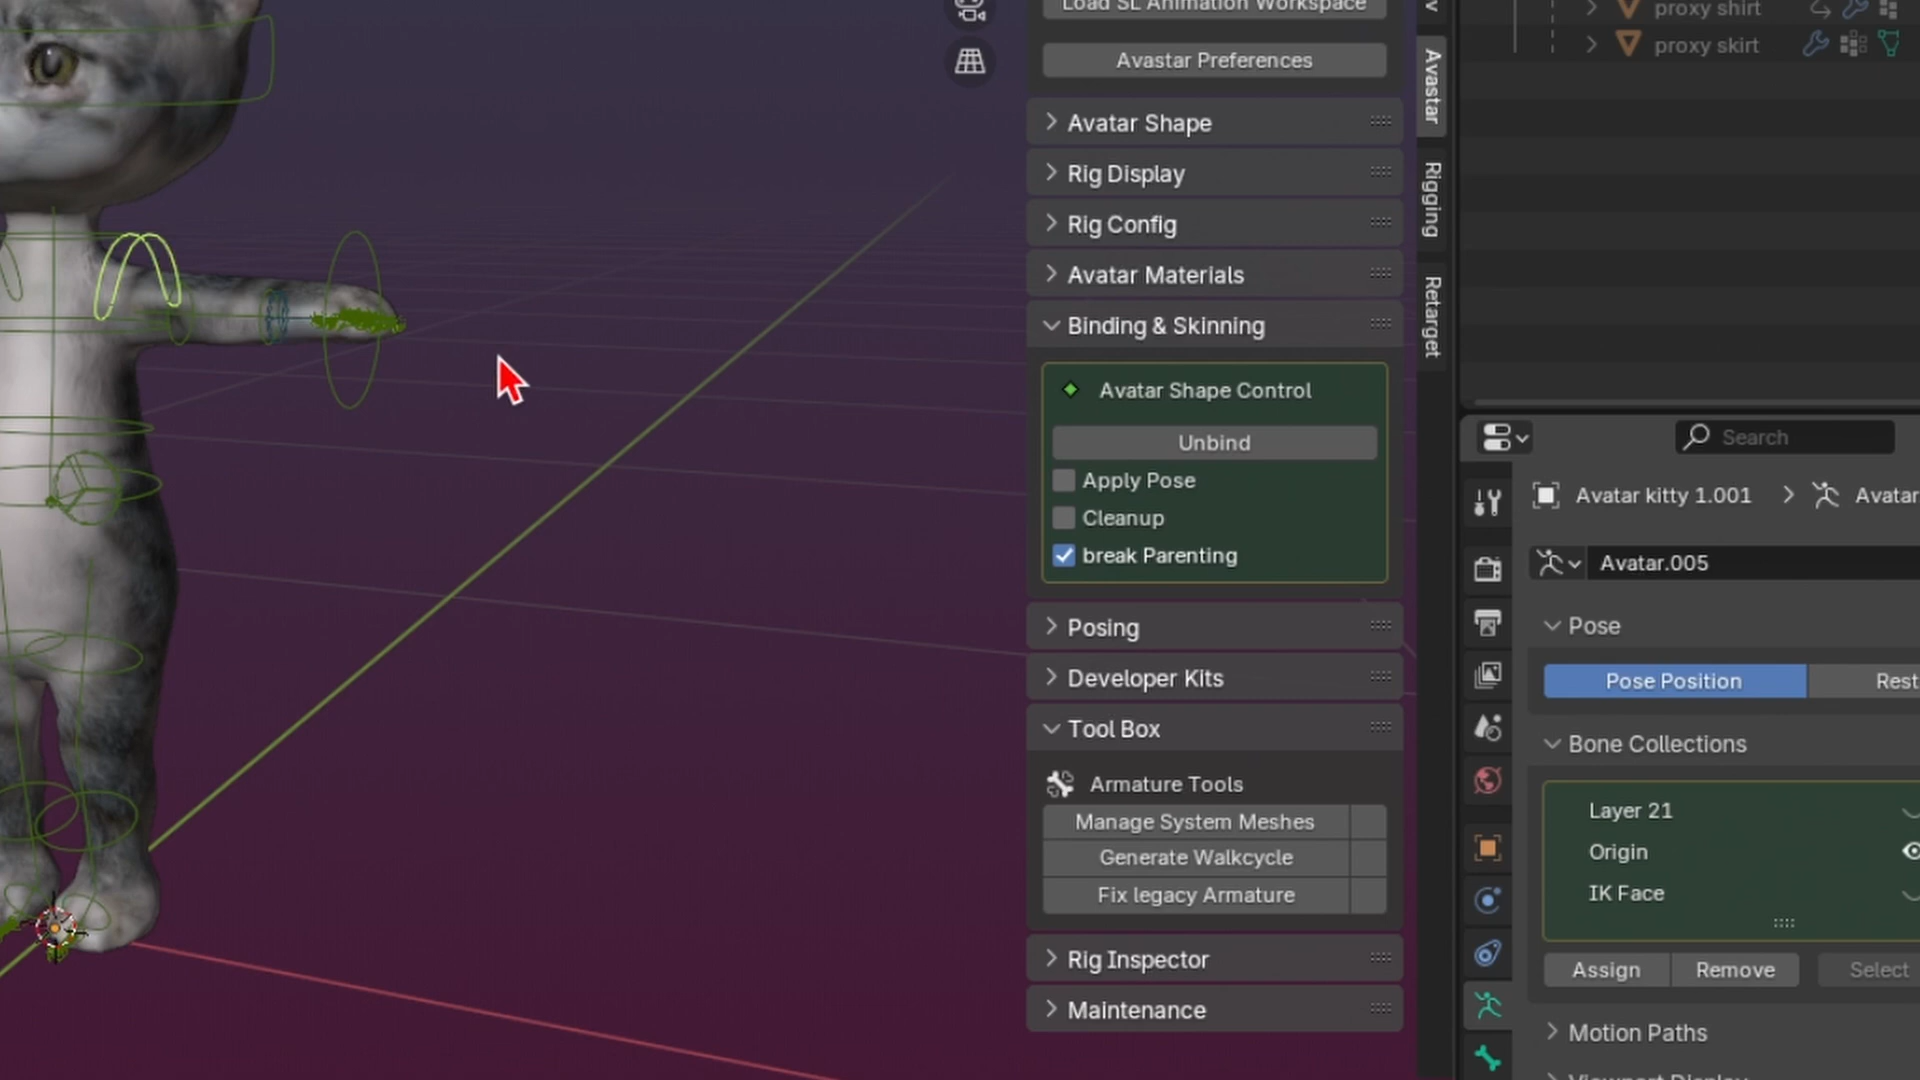 Load SL Animation Workspace
Avastar Preferences
Avatar Shape
Rig Display
Rig Config
Avatar Materials
Binding & Skinning
Avatar Shape Control
Unbind
Apply Pose
Cleanup
break Parenting
Posing
Developer Kits
Tool Box
Armature Tools
Manage System Meshes
Generate Walkcycle
Fix legacy Armature
Rig Inspector
Maintenance
Avastar
Rigging
Retarget
proxy shirt
proxy skirt
Search
Avatar kitty 1.001
Avatar
Avatar.005
Pose
Pose Position
Rest
Bone Collections
Layer 21
Origin
IK Face
Assign
Remove
Select
Motion Paths
Viewport Display